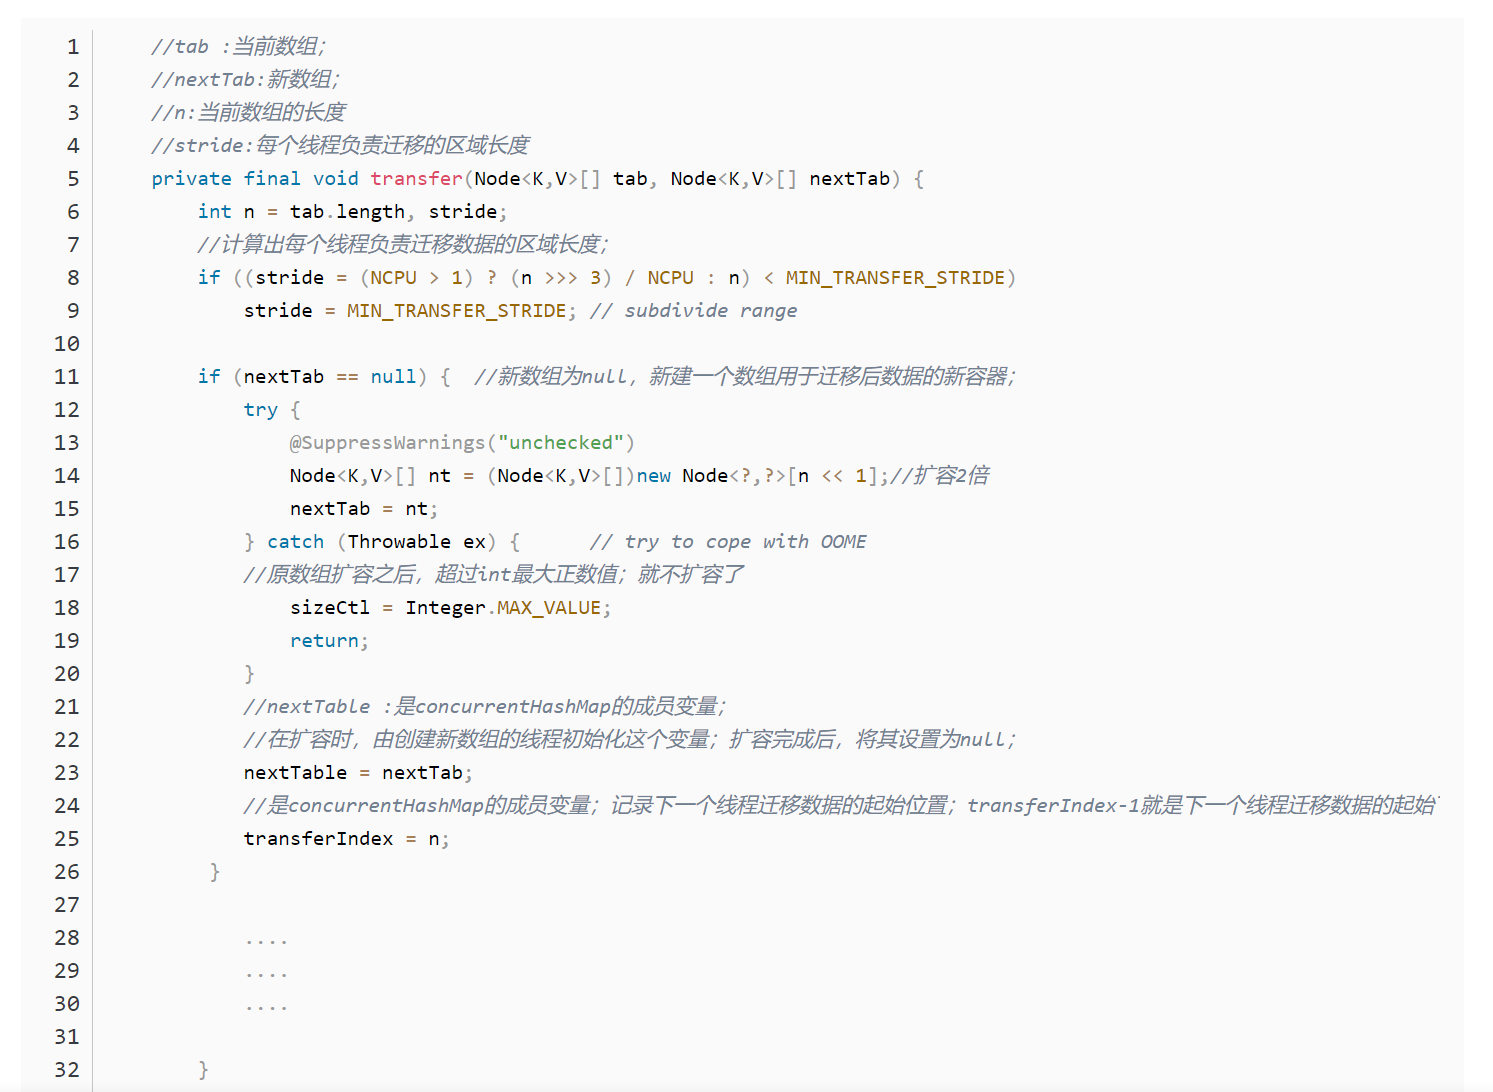 1 //tab :当前数组;
2 //nextTab:新数组;
3 //n:当前数组的长度
4 //stride:每个线程负责迁移的区域长度
5 private final void transfer(Node<K,V>[] tab, Node<K,V>[] nextTab) {
6 int n = tab.length, stride;
7 //计算出每个线程负责迁移数据的区域长度;
8 if ((stride = (NCPU > 1) ? (n >>> 3) / NCPU : n) < MIN_TRANSFER_STRIDE)
9 stride = MIN_TRANSFER_STRIDE; // subdivide range
10
11 if (nextTab == null) { //新数组为null，新建一个数组用于迁移后数据的新容器;
12 try {
13 @SuppressWarnings("unchecked")
14 Node<K,V>[] nt = (Node<K,V>[])new Node<?,?>[n << 1];//扩容2倍
15 nextTab = nt;
16 } catch (Throwable ex) { // try to cope with OOME
17 //原数组扩容之后，超过int最大正数值；就不扩容了
18 sizeCtl = Integer.MAX_VALUE;
19 return;
20 }
21 //nextTable :是concurrentHashMap的成员变量;
22 //在扩容时，由创建新数组的线程初始化这个变量；扩容完成后，将其设置为null;
23 nextTable = nextTab;
24 //是concurrentHashMap的成员变量；记录下一个线程迁移数据的起始位置；transferIndex-1就是下一个线程迁移数据的起始
25 transferIndex = n;
26 }
27
28 ....
29 ....
30 ....
31
32 }